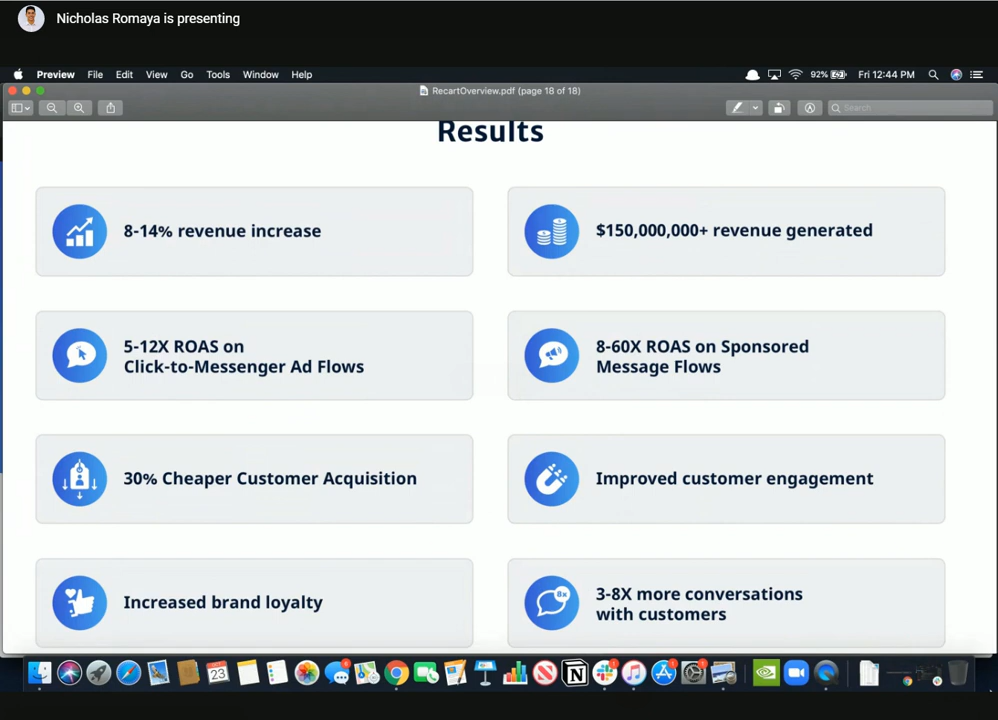 Nicholas Romaya is presenting
Preview File Edit View Go Tools Window Help
92% Fri 12:44 PM
RecartOverview.pdf (page 18 of 18)
Search
Results
8-14% revenue increase
$150,000,000+ revenue generated
5-12X ROAS on
Click-to-Messenger Ad Flows
8-60X ROAS on Sponsored
Message Flows
30% Cheaper Customer Acquisition
Improved customer engagement
Increased brand loyalty
8x
3-8X more conversations
with customers
23